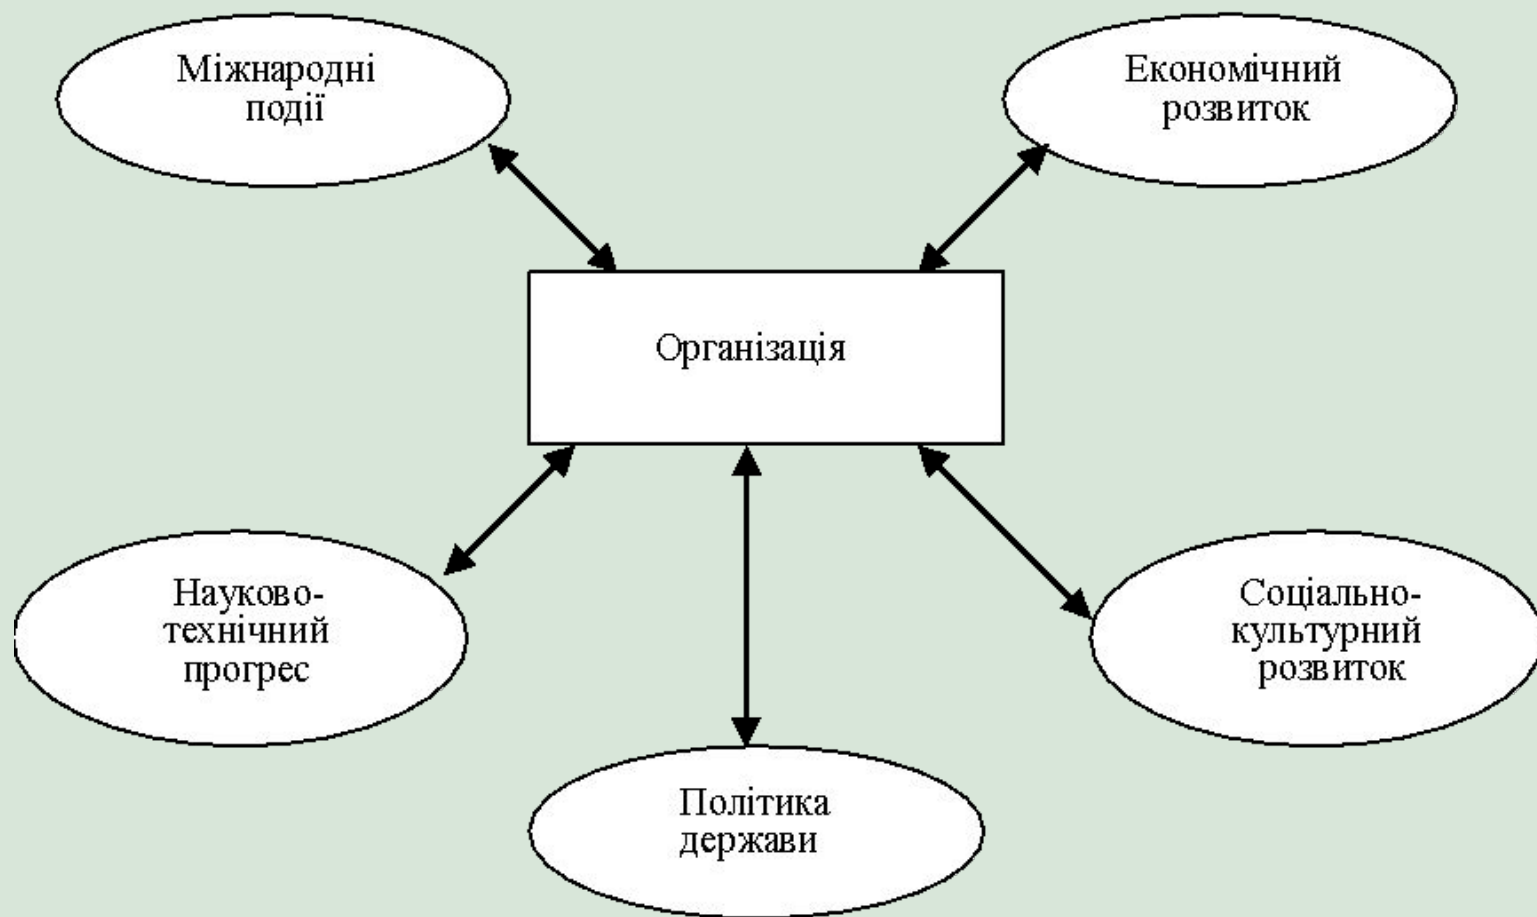 Міжнародні
події
Економічний
розвиток
Організація
Науково-
технічний
прогрес
Соціально-
культурний
розвиток
Політика
держави